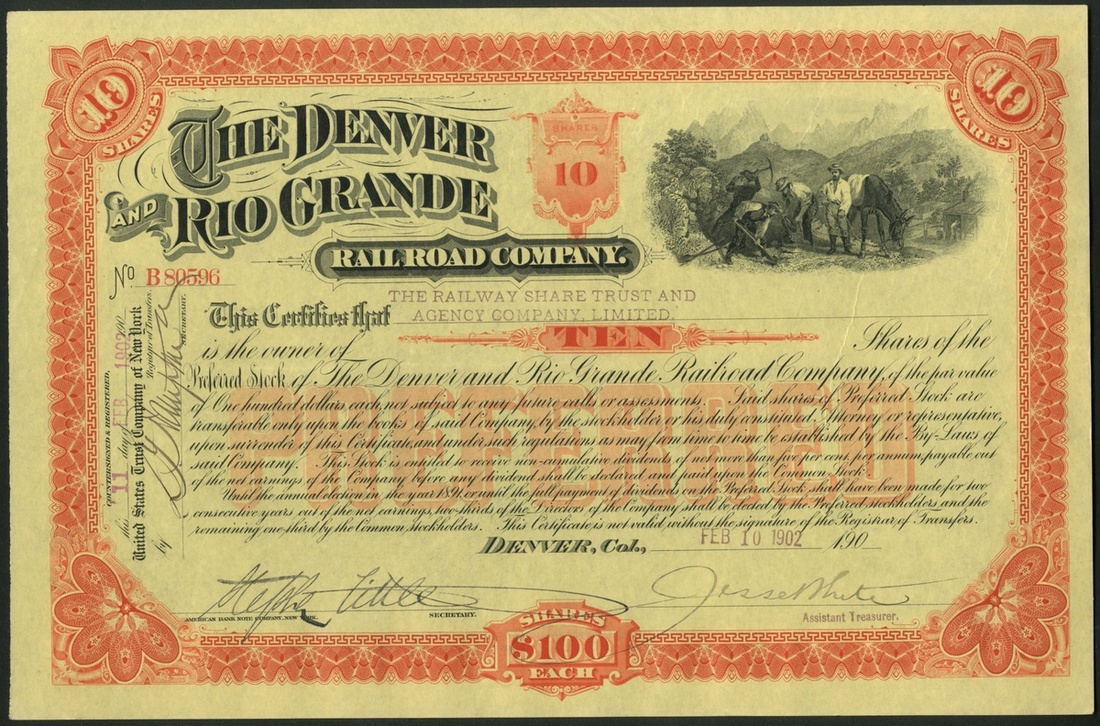 10
SHARES
10
SHARES
THE DENVER
AND RIO GRANDE
RAILROAD COMPANY.
SHARES
10
No B 80596
This Certifies that THE RAILWAY SHARE TRUST AND
AGENCY COMPANY, LIMITED.
is the owner of TEN Shares of the
Preferred Stock of The Denver and Rio Grande Railroad Company, of the par value
of One hundred dollars each, not subject to any future calls or assessments. Said shares of Preferred Stock are
transferable only upon the books of said Company by the stockholder or his duly constituted Attorney or representative,
upon surrender of this Certificate, and under such regulations as may from time to time be established by the By-Laws of
said Company. This Stock is entitled to receive non-cumulative dividends of not more than five per cent. per annum, payable out
of the net earnings of the Company before any dividend shall be declared and paid upon the Common Stock.
Until the annual election in the year 1891, or until the full payment of dividends on the Preferred Stock shall have been made for two
consecutive years out of the net earnings, two-thirds of the Directors of the Company shall be elected by the Preferred stockholders and the
remaining one-third by the Common Stockholders. This Certificate is not valid without the signature of the Registrar of Transfers.
PREFERRED
DENVER, Col., FEB 10 1902 190
Stephen Little
SECRETARY.
Jesse White
Assistant Treasurer.
AMERICAN BANK NOTE COMPANY, NEW YORK.
SHARES
$100
EACH
COUNTERSIGNED & REGISTERED,
this 11 day of FEB 1902 190
United States Trust Company of New York
Registrar of Transfers.
by
SECRETARY.